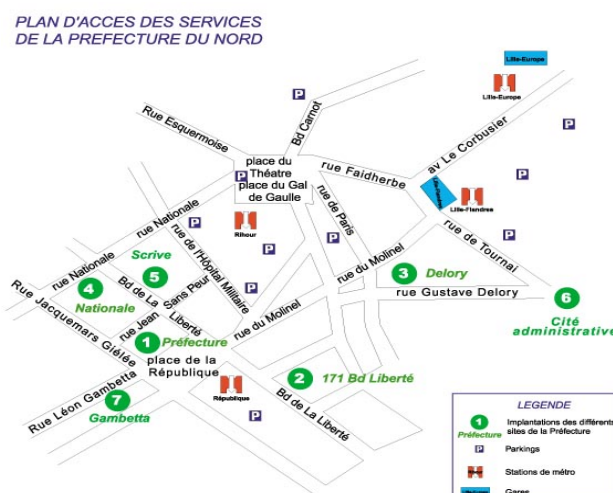 PLAN D'ACCES DES SERVICES
DE LA PREFECTURE DU NORD
Lille-Europe
Lille-Europe
P
Bd Carnot
Rue Esquermoise
P
av Le Corbusier
place du
Théatre
place du Gal
de Gaulle
rue Faidherbe
P
P
Lille-Flandres
Lille-Flandres
rue Nationale
P
Rihour
rue de Paris
P
P
rue de Tournai
P
rue de l'Hôpital Militaire
Scrive
5
rue Nationale
Bd de La Liberté
rue Jean Sans Peur
P
rue du Molinel
3 Delory
4
Nationale
rue Gustave Delory
6
Cité
administrative
Rue Jacquemars Giélée
rue du Molinel
1 Préfecture
place de la
République
République
2 171 Bd Liberté
Bd de La Liberté
Rue Léon Gambetta
7
Gambetta
P
LEGENDE
1
Préfecture
Implantations des différents
sites de la Préfecture
P Parkings
Stations de métro
Gares